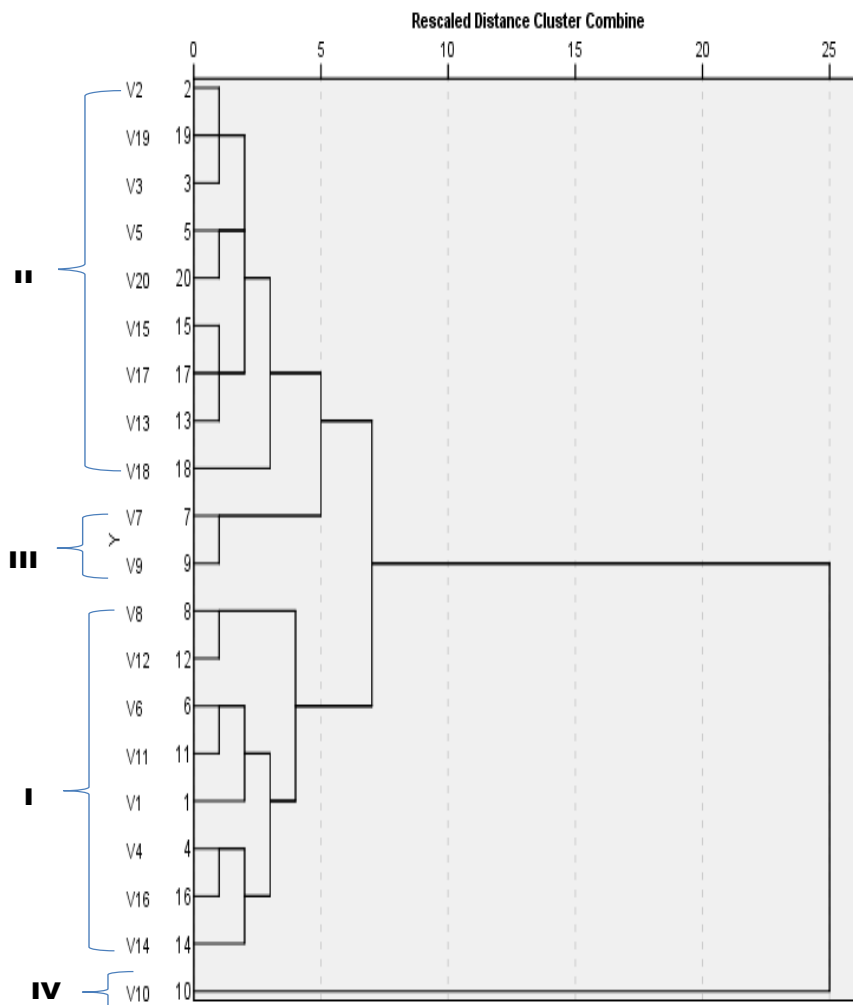 Rescaled Distance Cluster Combine
0 5 10 15 20 25
V2 2
V19 19
V3 3
V5 5
II
V20 20
V15 15
V17 17
V13 13
V18 18
V7 7
Y
III
V9 9
V8 8
V12 12
V6 6
V11 11
I
V1 1
V4 4
V16 16
V14 14
IV
V10 10